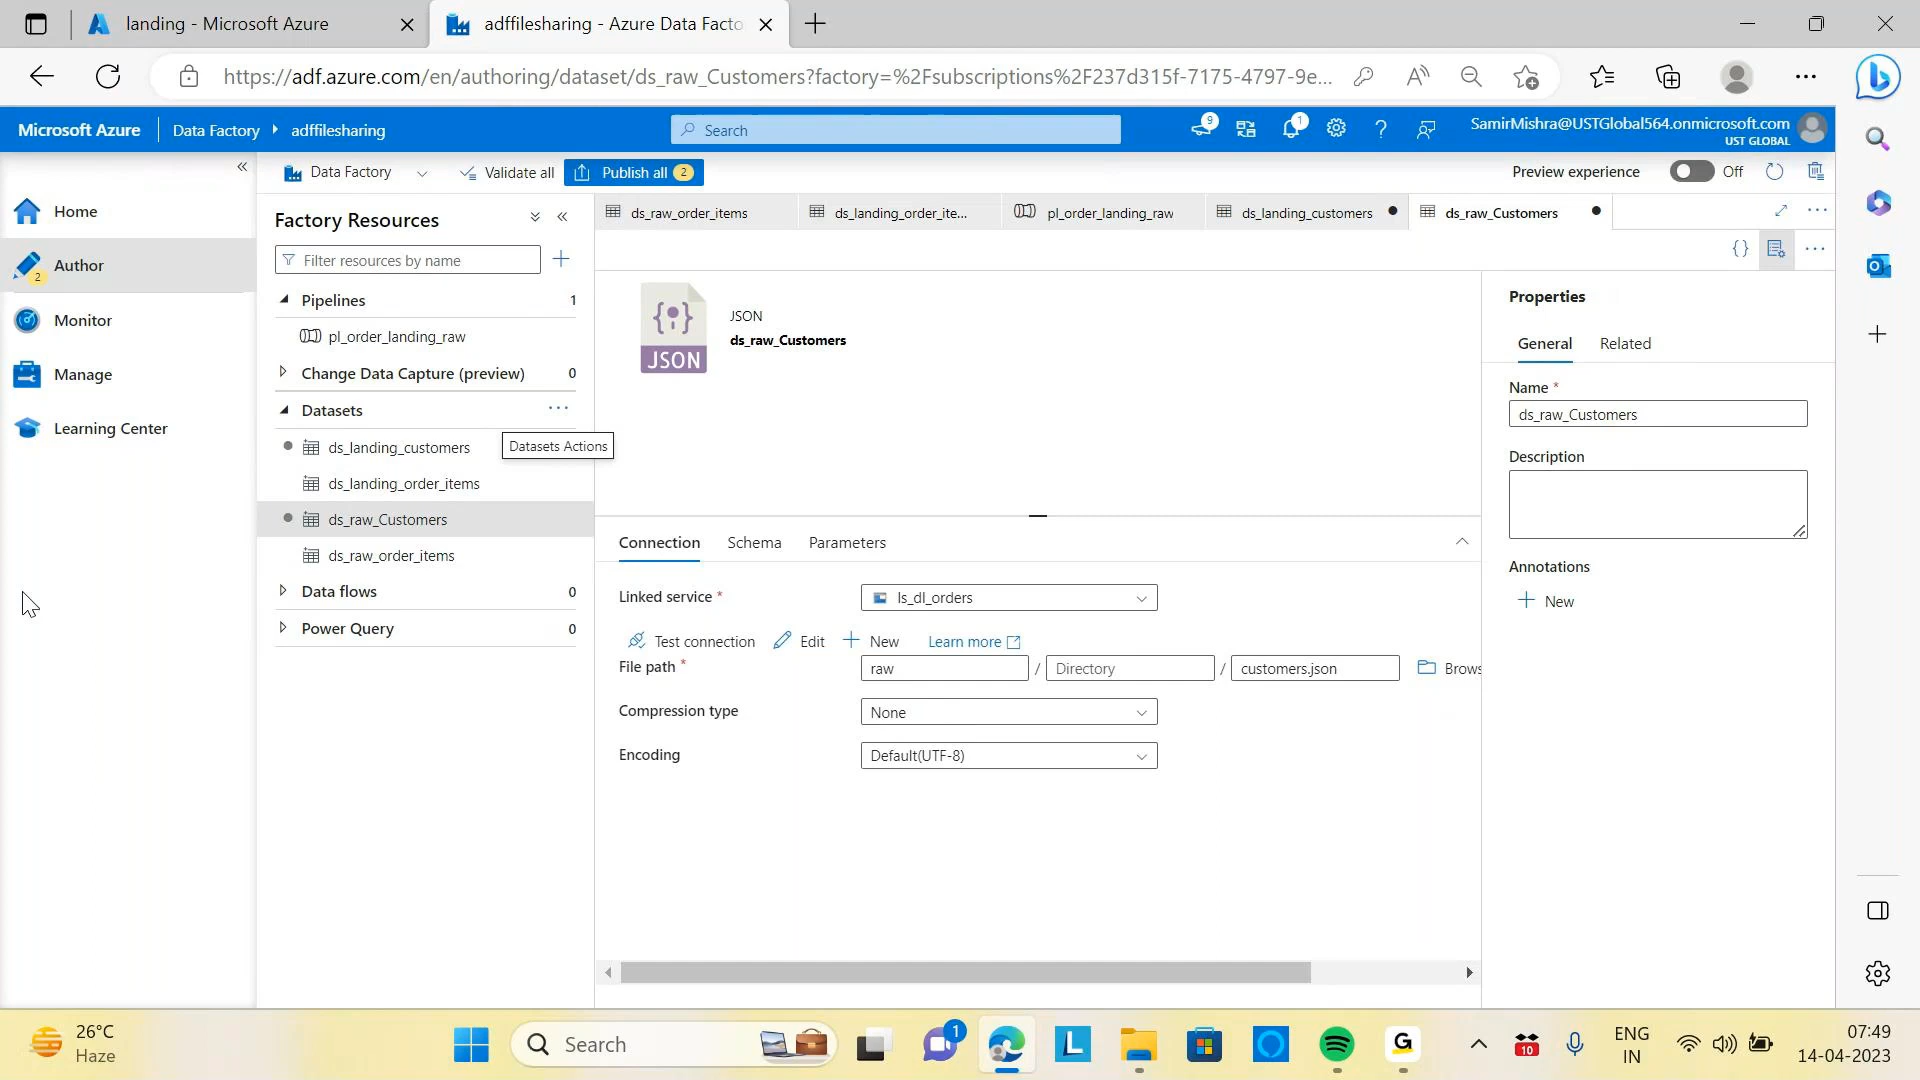 landing - Microsoft Azure
adffilesharing - Azure Data Facto
https://adf.azure.com/en/authoring/dataset/ds_raw_Customers?factory=%2Fsubscriptions%2F237d315f-7175-4797-9e...
Microsoft Azure
Data Factory
adffilesharing
Search
9
1
SamirMishra@USTGlobal564.onmicrosoft.com
UST GLOBAL
Data Factory
Validate all
Publish all
2
Preview experience
Off
Home
Author
2
Monitor
Manage
Learning Center
Factory Resources
Filter resources by name
Pipelines 1
pl_order_landing_raw
Change Data Capture (preview) 0
Datasets
ds_landing_customers
Datasets Actions
ds_landing_order_items
ds_raw_Customers
ds_raw_order_items
Data flows 0
Power Query 0
ds_raw_order_items
ds_landing_order_ite...
pl_order_landing_raw
ds_landing_customers
ds_raw_Customers
JSON
JSON
ds_raw_Customers
Connection
Schema
Parameters
Linked service *
ls_dl_orders
Test connection
Edit
New
Learn more
File path *
raw / Directory / customers.json
Brows
Compression type
None
Encoding
Default(UTF-8)
Properties
General
Related
Name *
ds_raw_Customers
Description
Annotations
New
26°C
Haze
Search
1
L
G
10
ENG
IN
07:49
14-04-2023